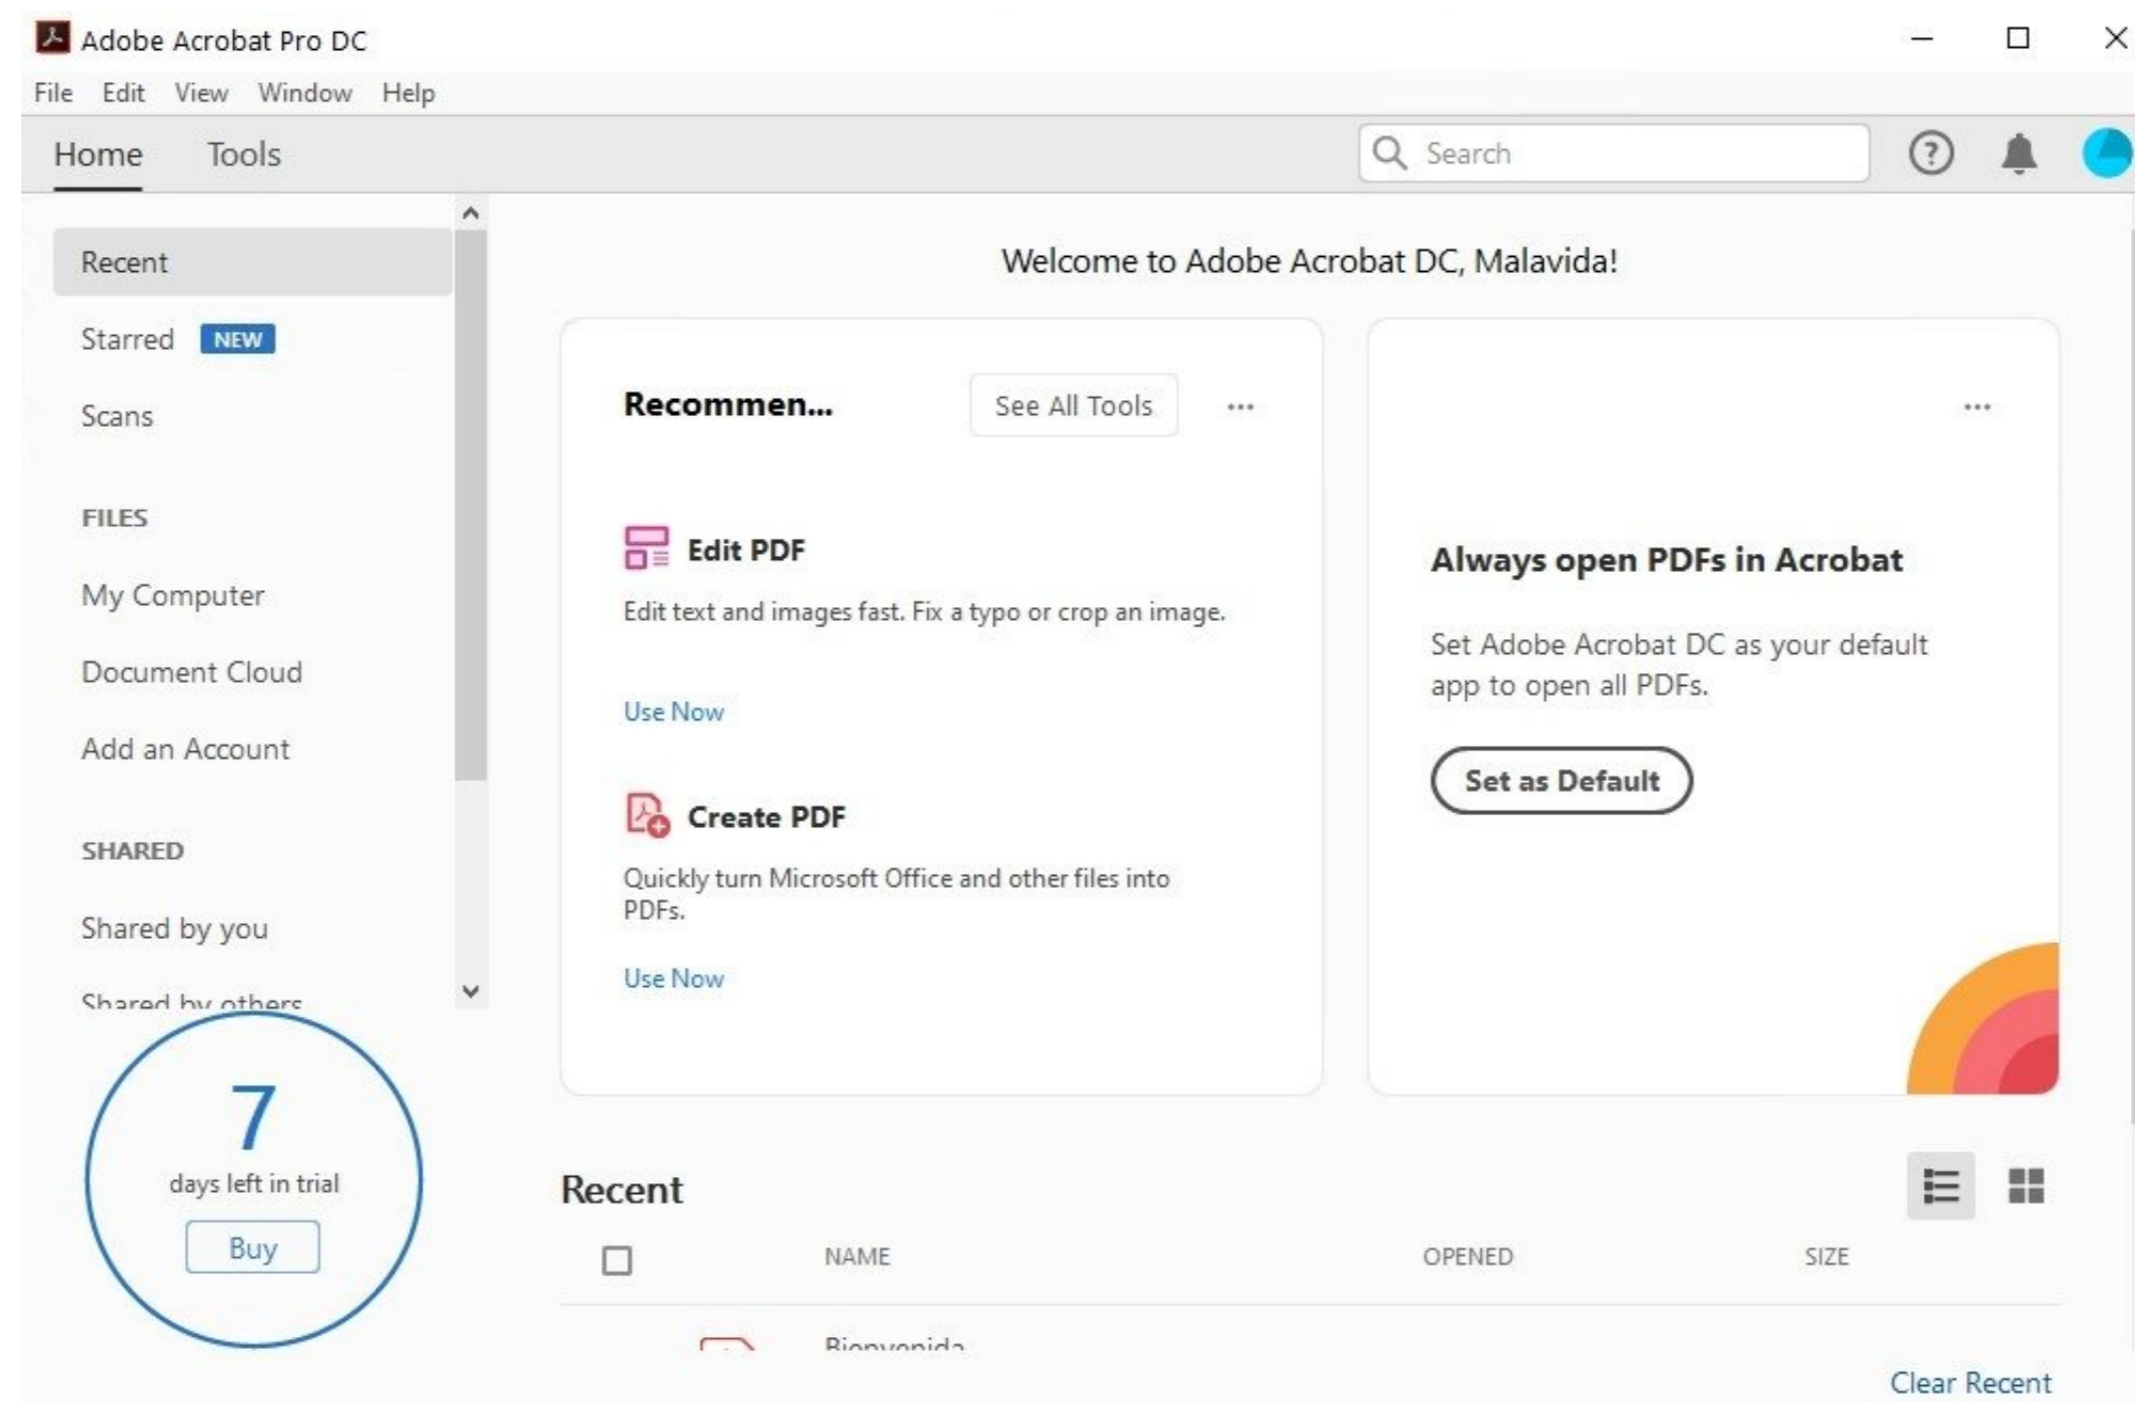 Adobe Acrobat Pro DC
File Edit View Window Help
Home Tools
Search
Recent
Starred NEW
Scans
FILES
My Computer
Document Cloud
Add an Account
SHARED
Shared by you
Shared by others
7
days left in trial
Buy
Welcome to Adobe Acrobat DC, Malavida!
Recommen...
See All Tools
Edit PDF
Edit text and images fast. Fix a typo or crop an image.
Use Now
Create PDF
Quickly turn Microsoft Office and other files into
PDFs.
Use Now
Always open PDFs in Acrobat
Set Adobe Acrobat DC as your default
app to open all PDFs.
Set as Default
Recent
NAME OPENED SIZE
Bienvenida
Clear Recent